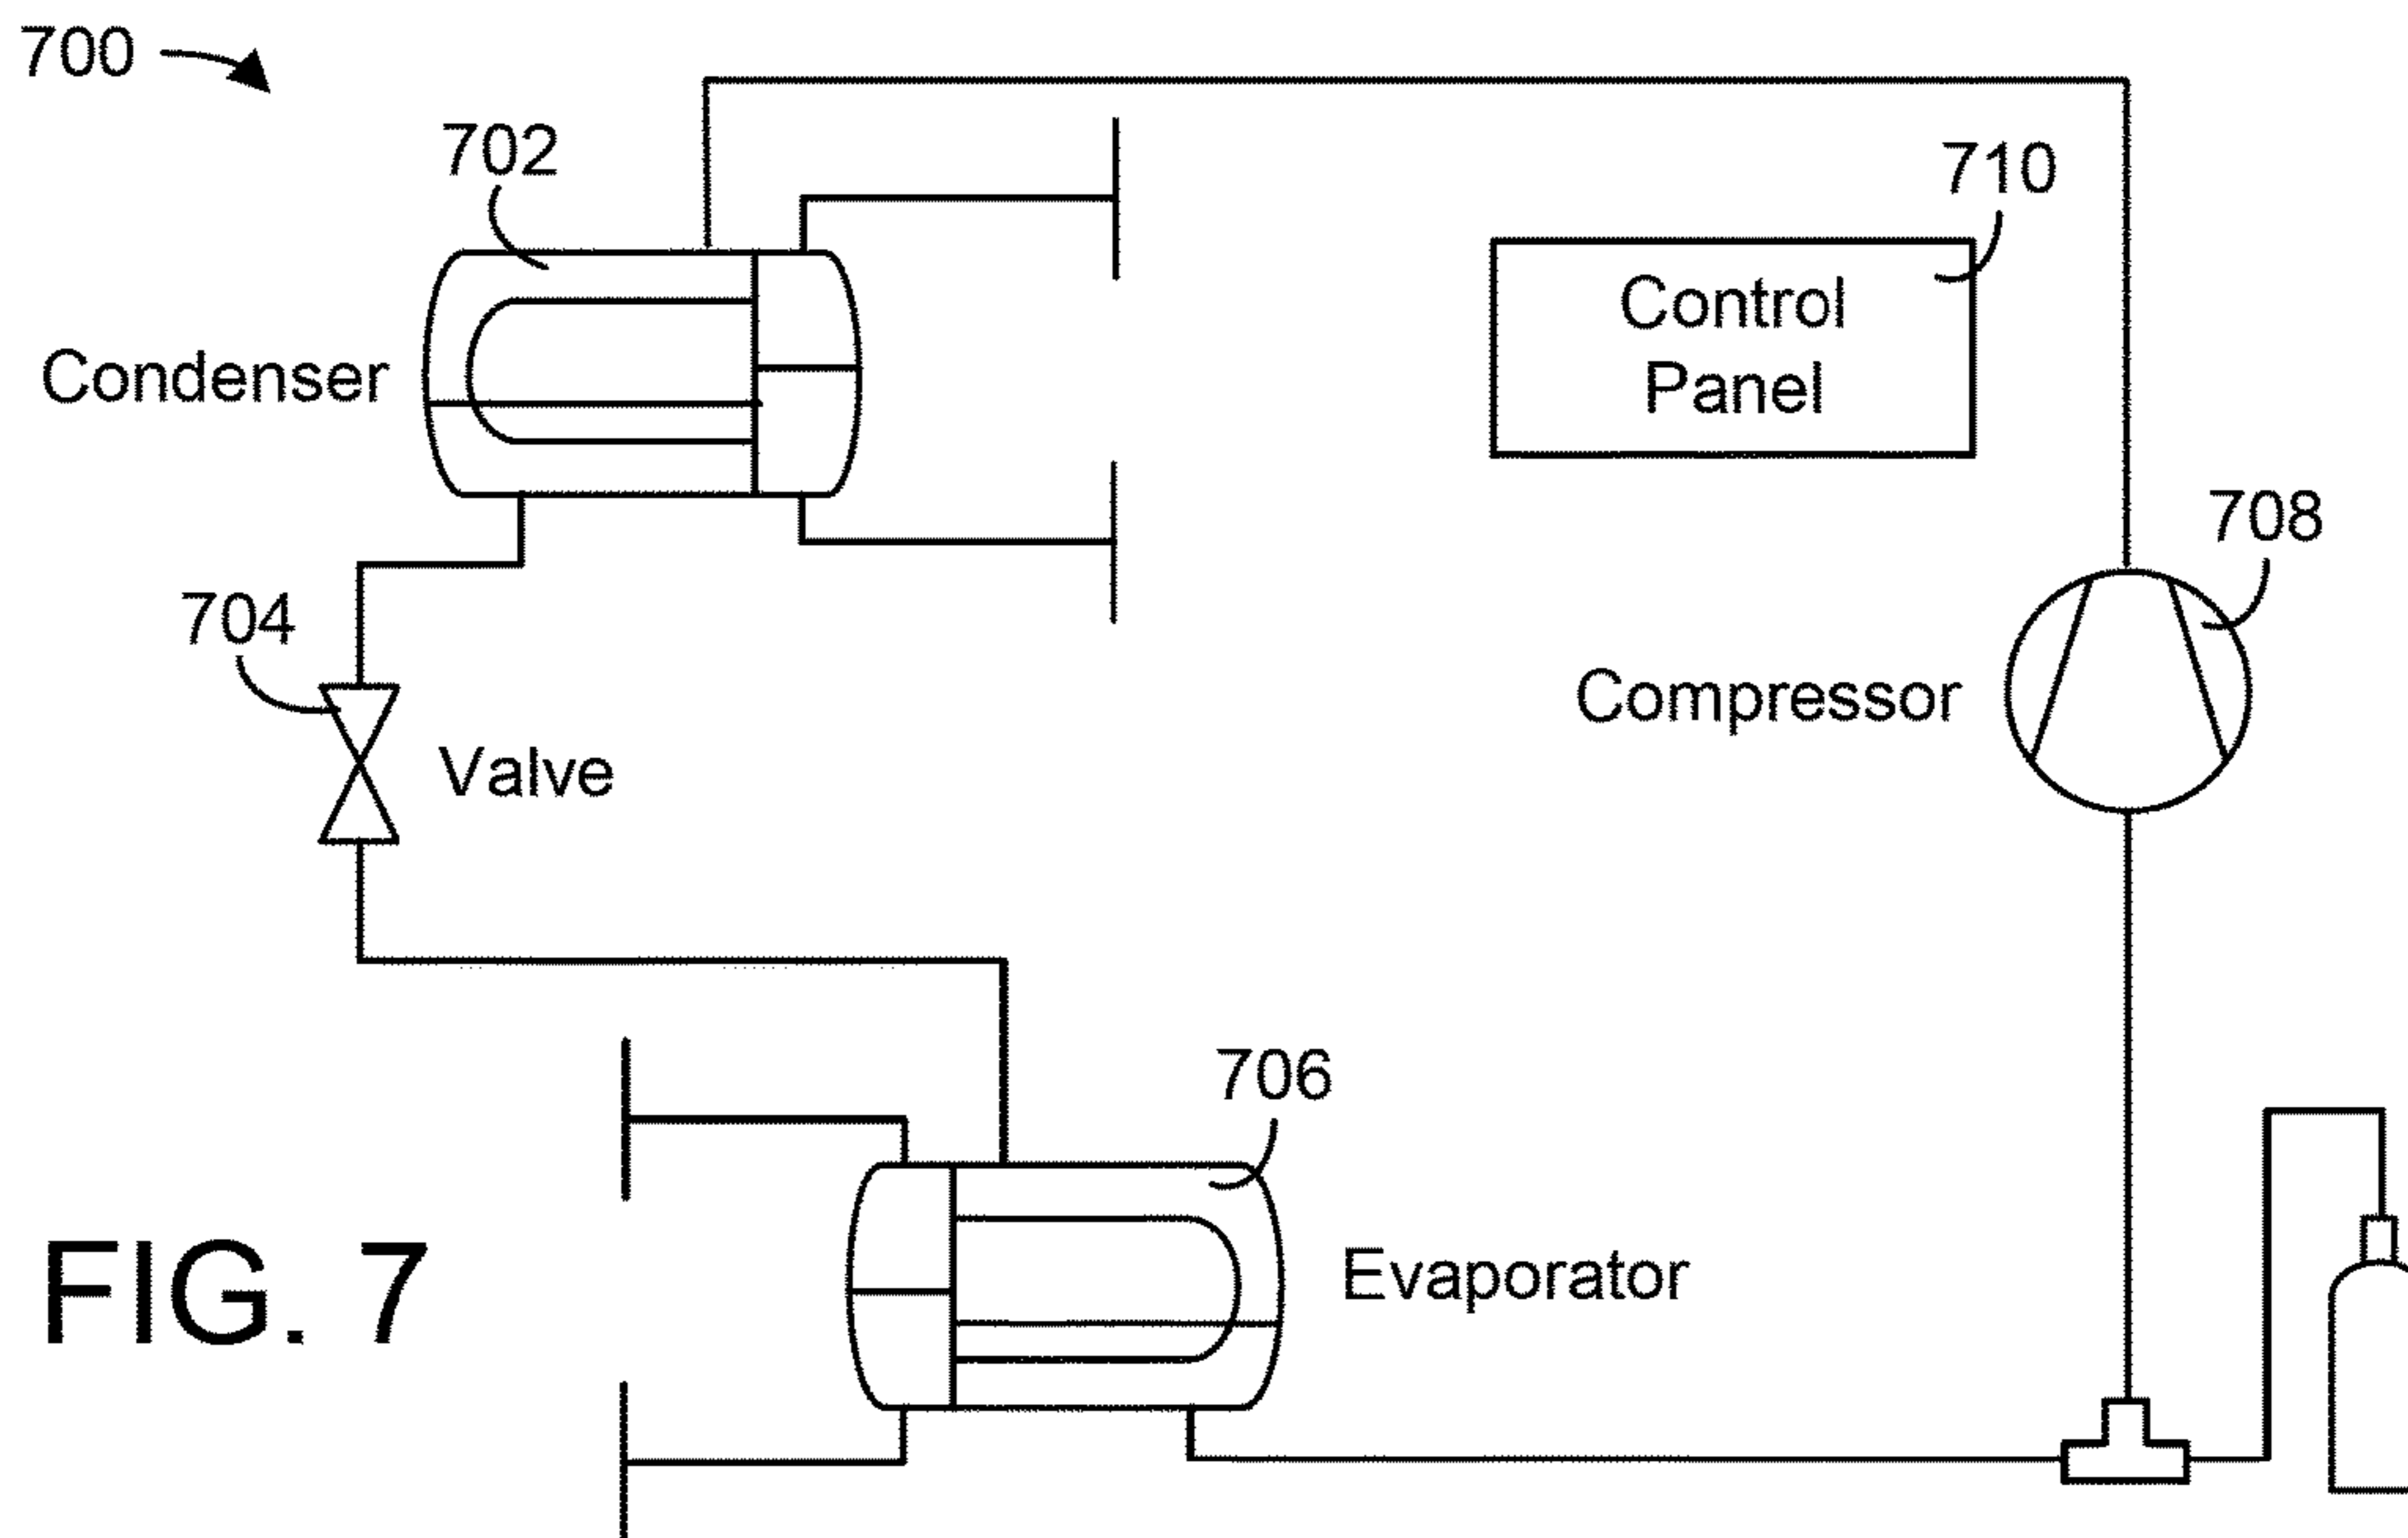 700
702
710
Control
Panel
Condenser
708
704
Compressor
Valve
706
Evaporator
FIG. 7